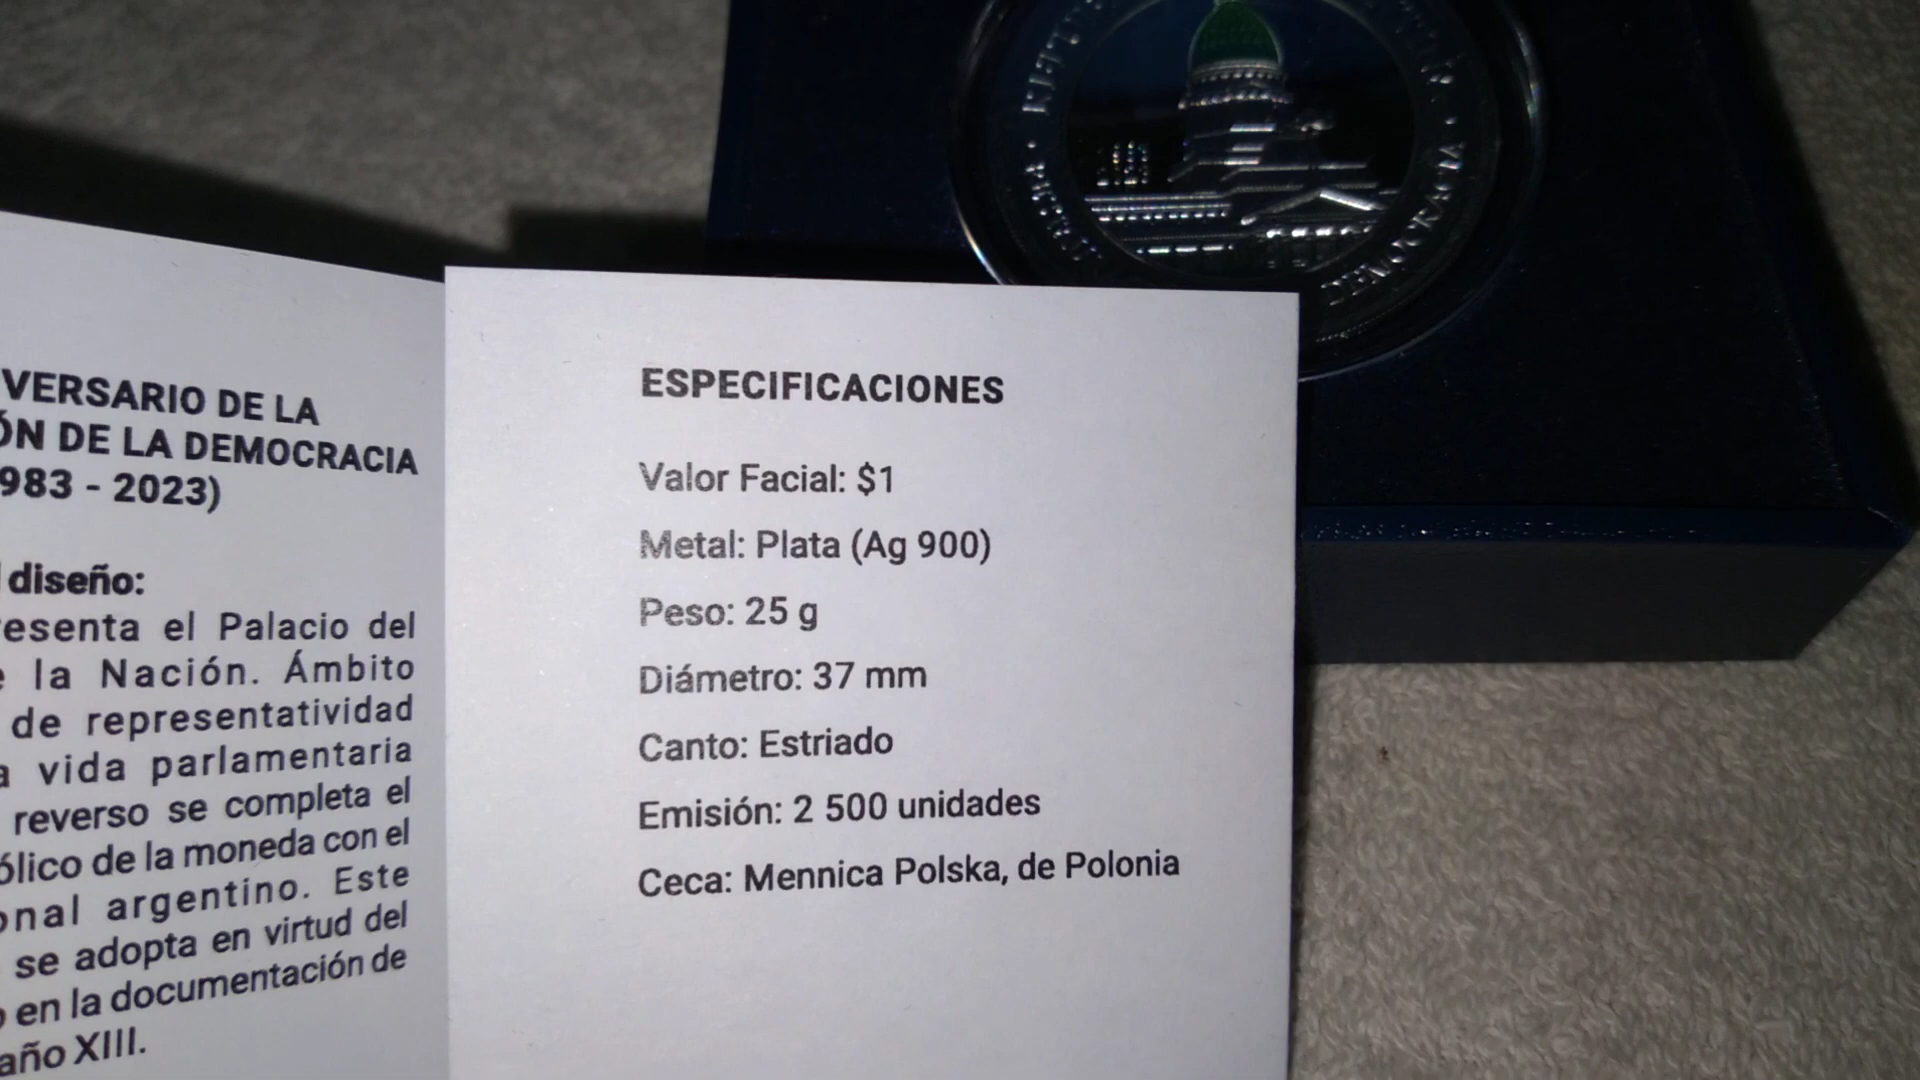 VERSARIO DE LA
ÓN DE LA DEMOCRACIA
983 - 2023)
diseño:
resenta el Palacio del
e la Nación. Ámbito
de representatividad
a vida parlamentaria
reverso se completa el
ólico de la moneda con el
onal argentino. Este
se adopta en virtud del
o en la documentación de
año XIII.
ESPECIFICACIONES
Valor Facial: $1
Metal: Plata (Ag 900)
Peso: 25 g
Diámetro: 37 mm
Canto: Estriado
Emisión: 2 500 unidades
Ceca: Mennica Polska, de Polonia
DEMOCRACIA